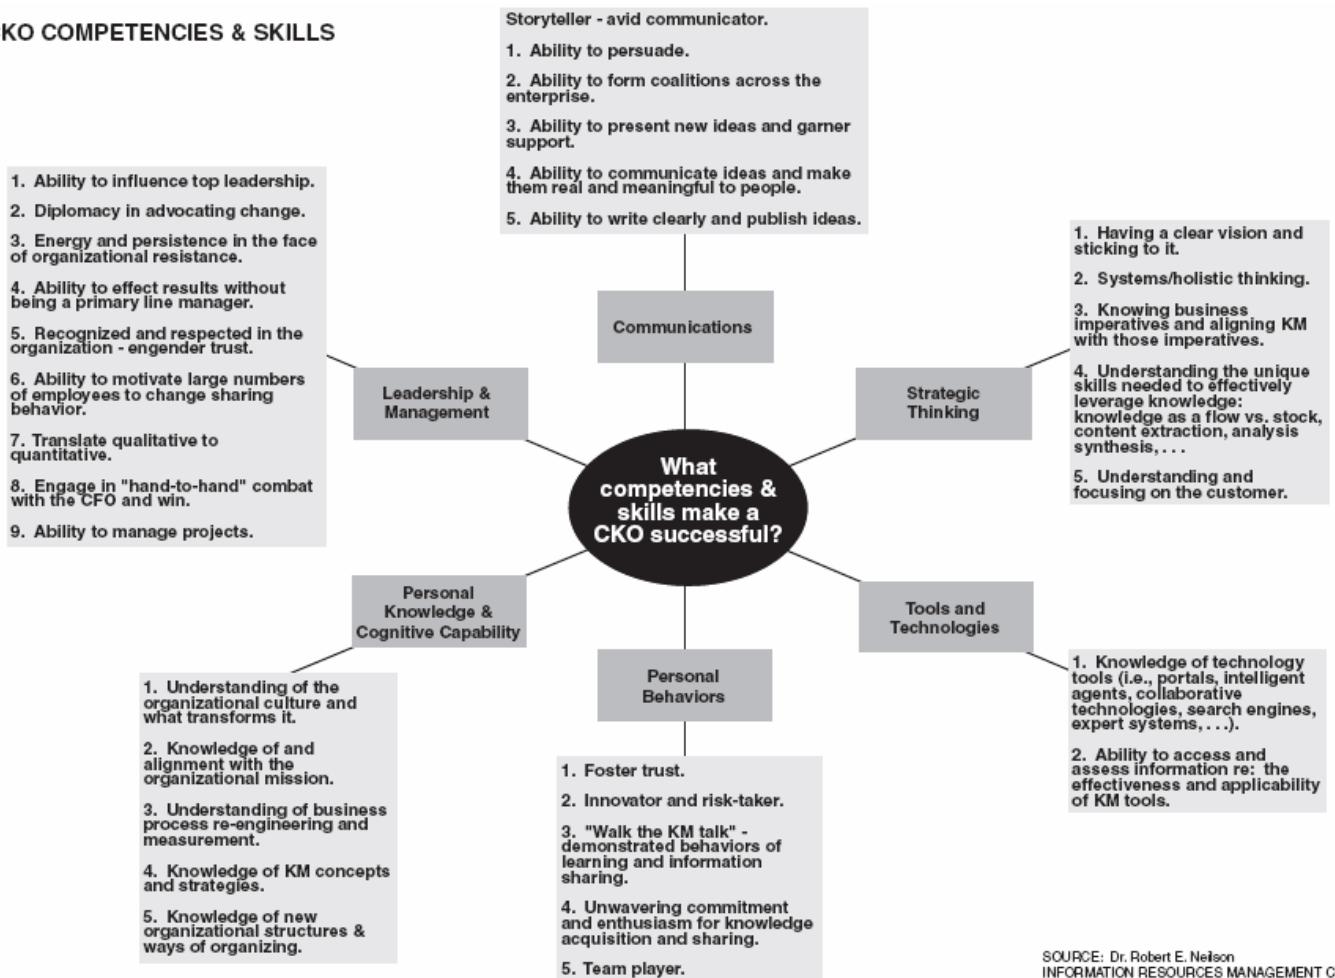 KO COMPETENCIES & SKILLS
Storyteller - avid communicator.
1. Ability to persuade.
2. Ability to form coalitions across the
enterprise.
3. Ability to present new ideas and garner
support.
4. Ability to communicate ideas and make
them real and meaningful to people.
5. Ability to write clearly and publish ideas.
Communications
1. Ability to influence top leadership.
2. Diplomacy in advocating change.
3. Energy and persistence in the face
of organizational resistance.
4. Ability to effect results without
being a primary line manager.
5. Recognized and respected in the
organization - engender trust.
6. Ability to motivate large numbers
of employees to change sharing
behavior.
7. Translate qualitative to
quantitative.
8. Engage in "hand-to-hand" combat
with the CFO and win.
9. Ability to manage projects.
Leadership &
Management
1. Having a clear vision and
sticking to it.
2. Systems/holistic thinking.
3. Knowing business
imperatives and aligning KM
with those imperatives.
4. Understanding the unique
skills needed to effectively
leverage knowledge:
knowledge as a flow vs. stock,
content extraction, analysis
synthesis, . . .
5. Understanding and
focusing on the customer.
Strategic
Thinking
What
competencies &
skills make a
CKO successful?
Personal
Knowledge &
Cognitive Capability
1. Understanding of the
organizational culture and
what transforms it.
2. Knowledge of and
alignment with the
organizational mission.
3. Understanding of business
process re-engineering and
measurement.
4. Knowledge of KM concepts
and strategies.
5. Knowledge of new
organizational structures &
ways of organizing.
Personal
Behaviors
1. Foster trust.
2. Innovator and risk-taker.
3. "Walk the KM talk" -
demonstrated behaviors of
learning and information
sharing.
4. Unwavering commitment
and enthusiasm for knowledge
acquisition and sharing.
5. Team player.
Tools and
Technologies
1. Knowledge of technology
tools (i.e., portals, intelligent
agents, collaborative
technologies, search engines,
expert systems, . . .).
2. Ability to access and
assess information re: the
effectiveness and applicability
of KM tools.
SOURCE: Dr. Robert E. Neilson
INFORMATION RESOURCES MANAGEMENT C